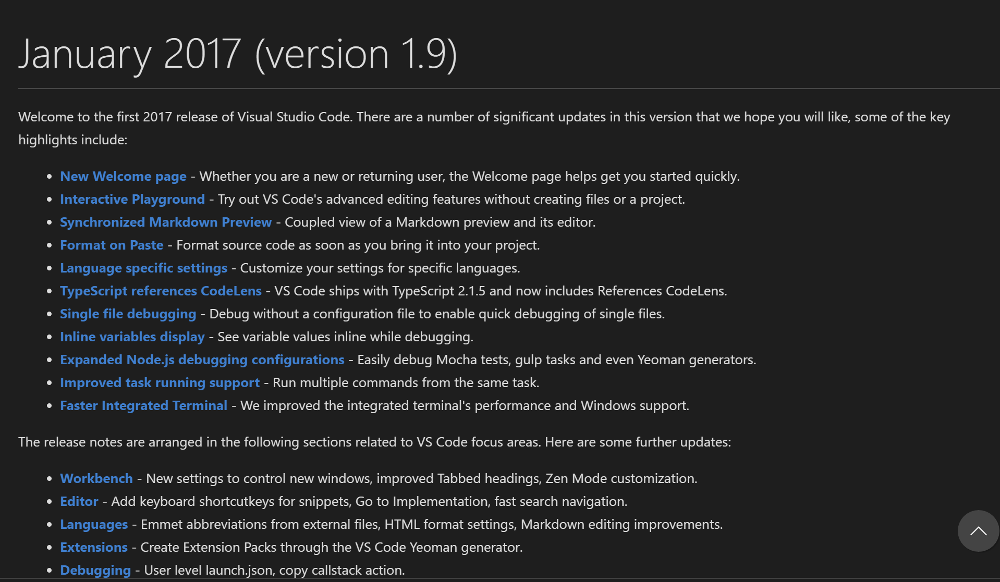 January 2017 (version 1.9)
Welcome to the first 2017 release of Visual Studio Code. There are a number of significant updates in this version that we hope you will like, some of the key
highlights include:
• New Welcome page - Whether you are a new or returning user, the Welcome page helps get you started quickly.
• Interactive Playground - Try out VS Code's advanced editing features without creating files or a project.
• Synchronized Markdown Preview - Coupled view of a Markdown preview and its editor.
• Format on Paste - Format source code as soon as you bring it into your project.
• Language specific settings - Customize your settings for specific languages.
• TypeScript references CodeLens - VS Code ships with TypeScript 2.1.5 and now includes References CodeLens.
• Single file debugging - Debug without a configuration file to enable quick debugging of single files.
• Inline variables display - See variable values inline while debugging.
• Expanded Node.js debugging configurations - Easily debug Mocha tests, gulp tasks and even Yeoman generators.
• Improved task running support - Run multiple commands from the same task.
• Faster Integrated Terminal - We improved the integrated terminal's performance and Windows support.
The release notes are arranged in the following sections related to VS Code focus areas. Here are some further updates:
• Workbench - New settings to control new windows, improved Tabbed headings, Zen Mode customization.
• Editor - Add keyboard shortcutkeys for snippets, Go to Implementation, fast search navigation.
• Languages - Emmet abbreviations from external files, HTML format settings, Markdown editing improvements.
• Extensions - Create Extension Packs through the VS Code Yeoman generator.
• Debugging - User level launch.json, copy callstack action.